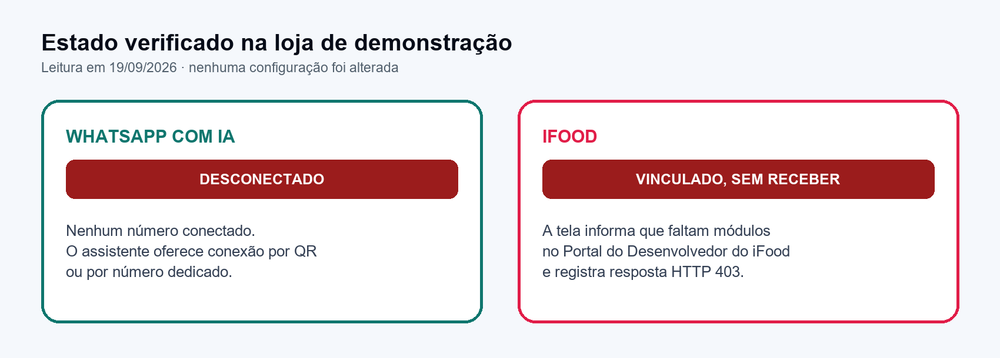 Estado verificado na loja de demonstração
Leitura em 19/09/2026 · nenhuma configuração foi alterada
WHATSAPP COM IA
DESCONECTADO
Nenhum número conectado.
O assistente oferece conexão por QR
ou por número dedicado.
IFOOD
VINCULADO, SEM RECEBER
A tela informa que faltam módulos
no Portal do Desenvolvedor do iFood
e registra resposta HTTP 403.